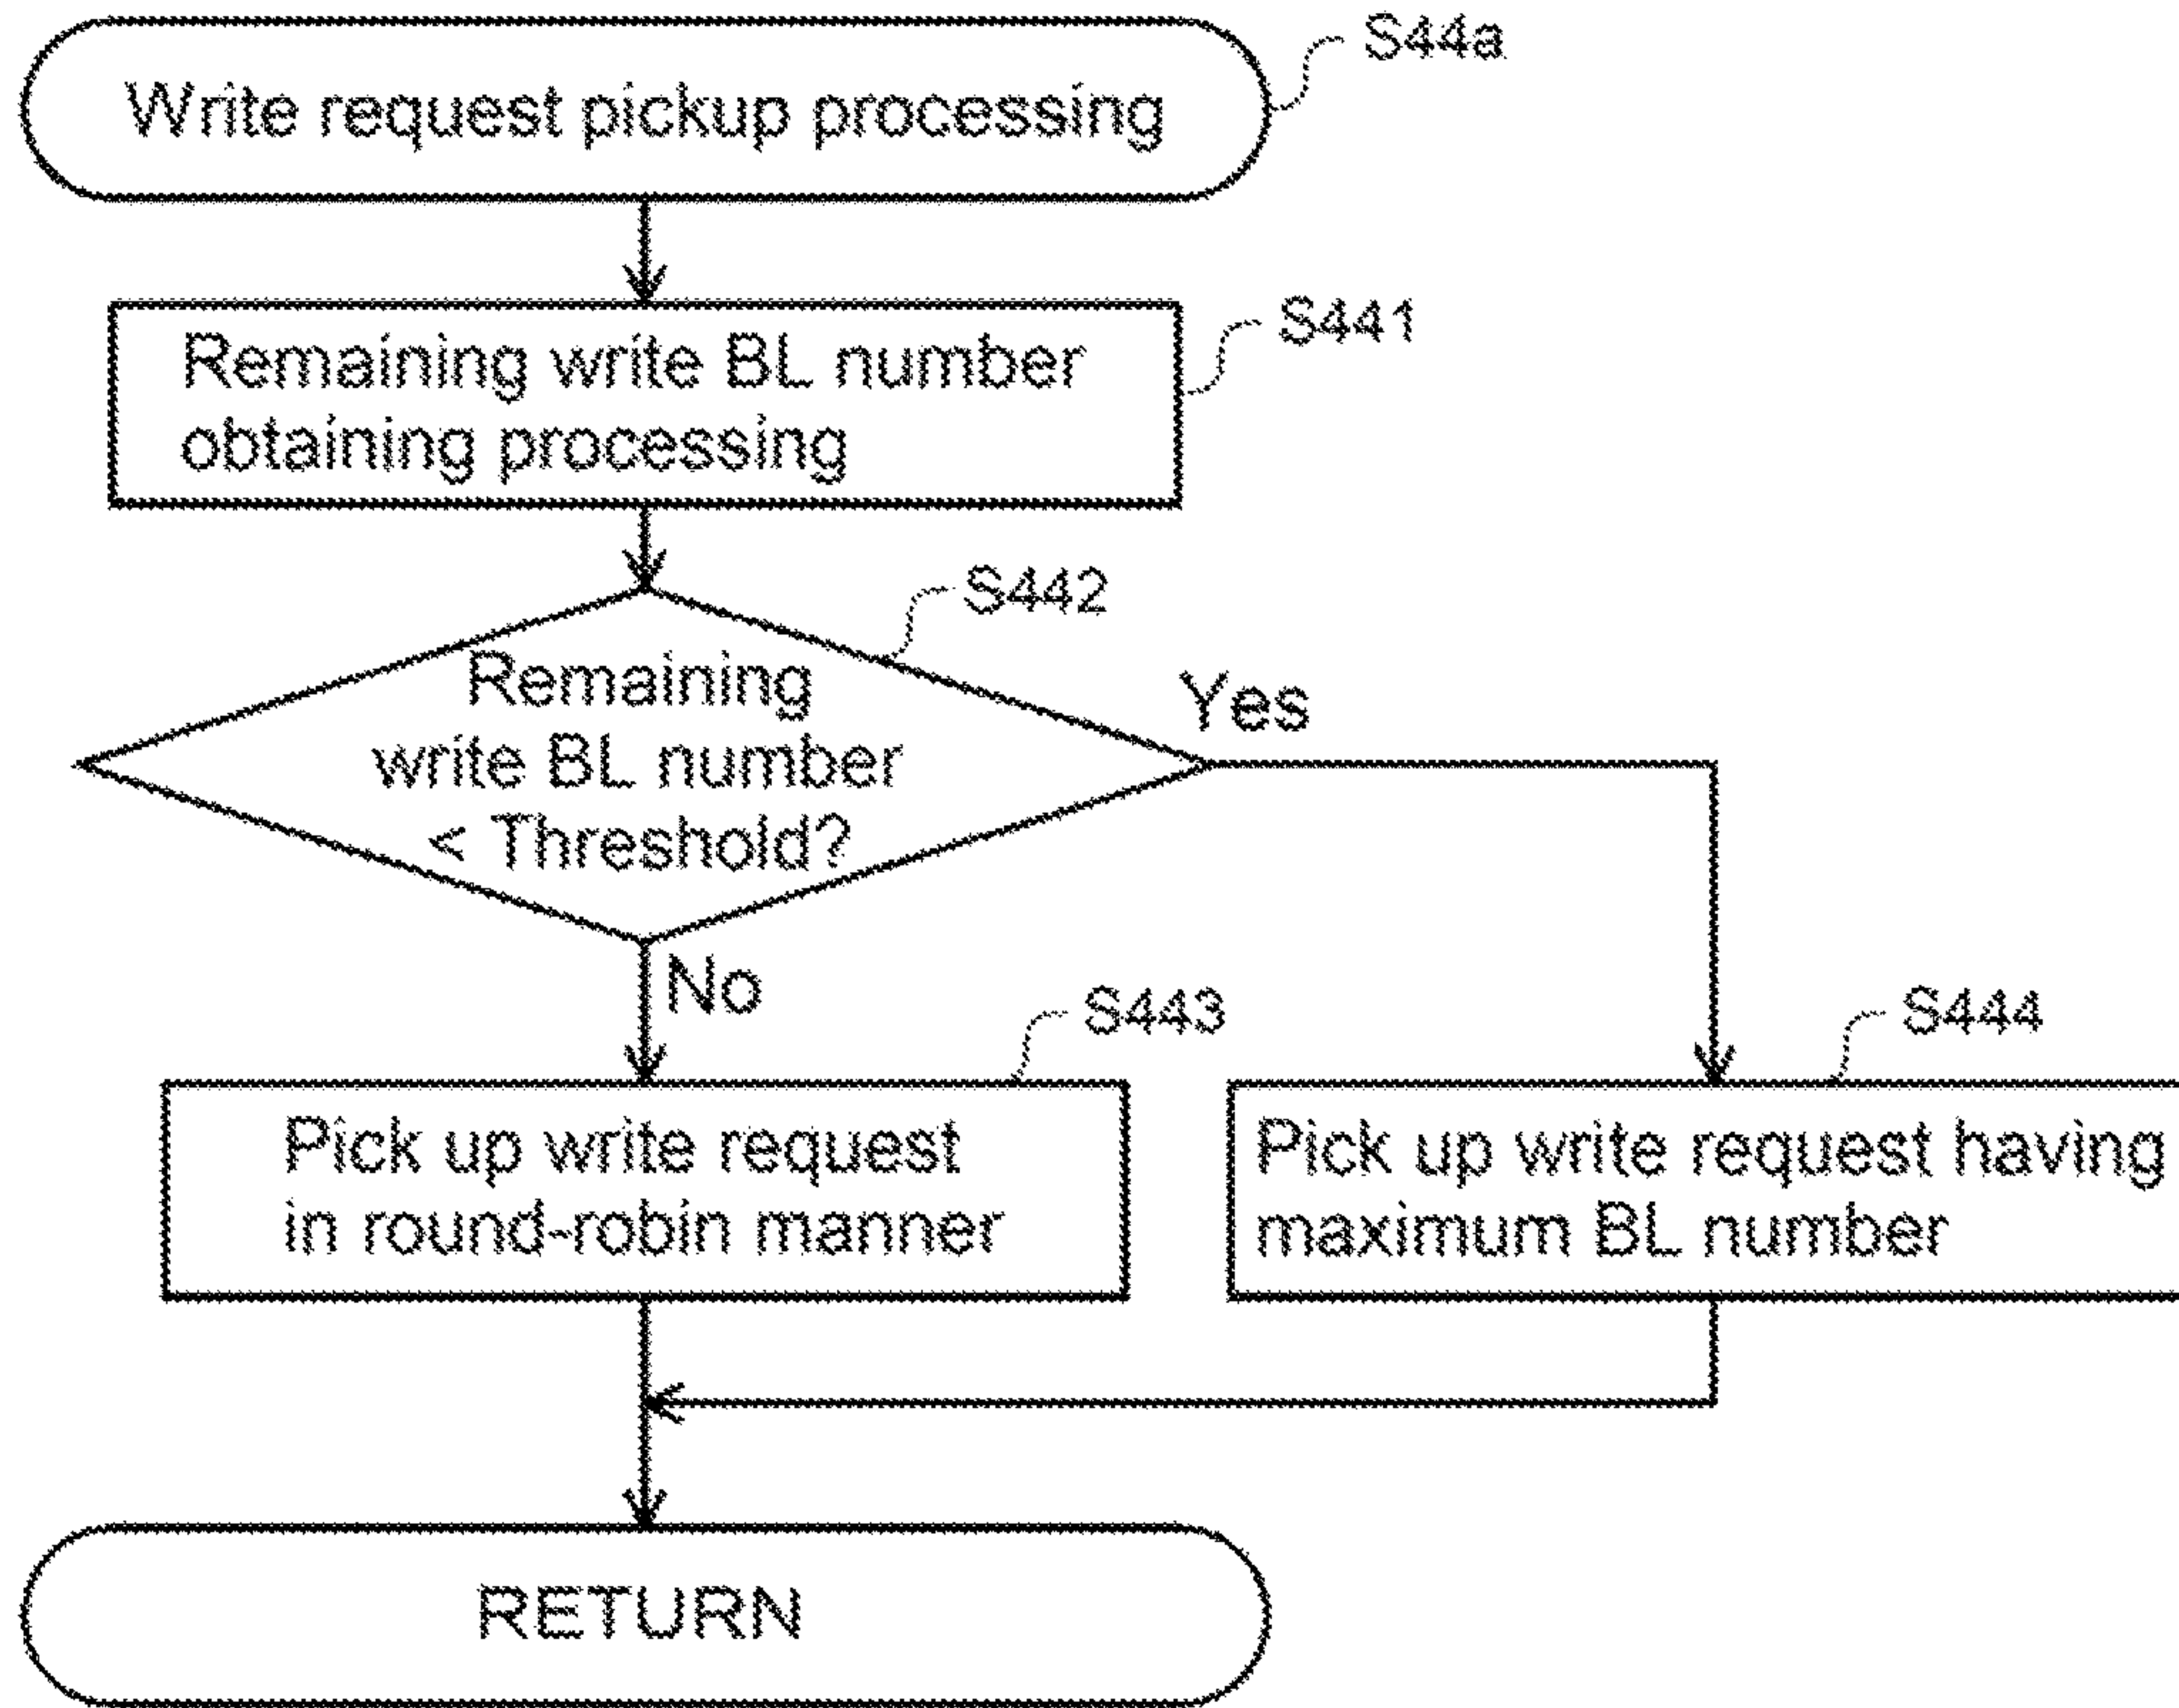 S44a
Write request pickup processing
S441
Remaining write BL number
obtaining processing
S442
Remaining
write BL number
< Threshold?
Yes
No
S443
S444
Pick up write request
in round-robin manner
Pick up write request having
maximum BL number
RETURN